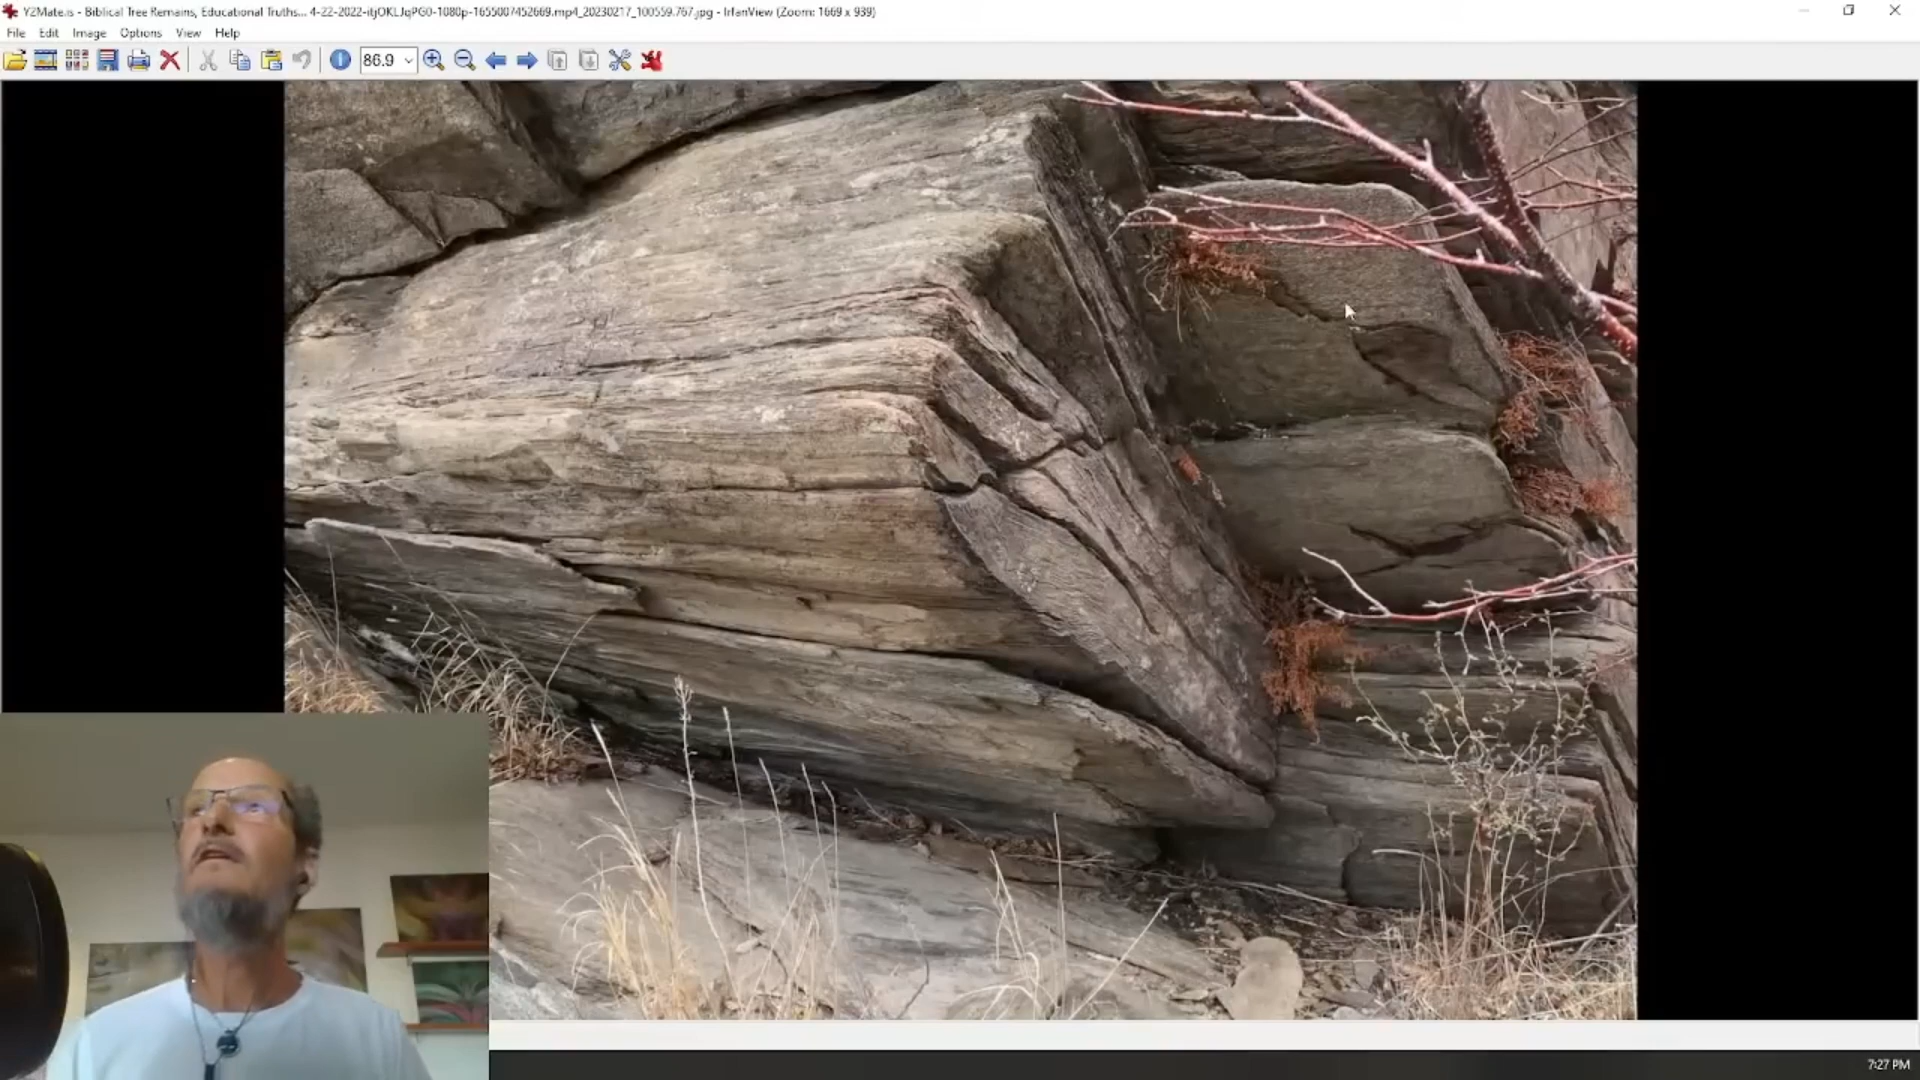 YZMate.is - Biblical Tree Remains, Educational Truths... 4-22-2022-itjOKLJqPG0-1080p-1655007452669.mp4_20230217_100559.767.jpg - IrfanView (Zoom: 1669 x 939)
File Edit Image Options View Help
86.9
7:27 PM